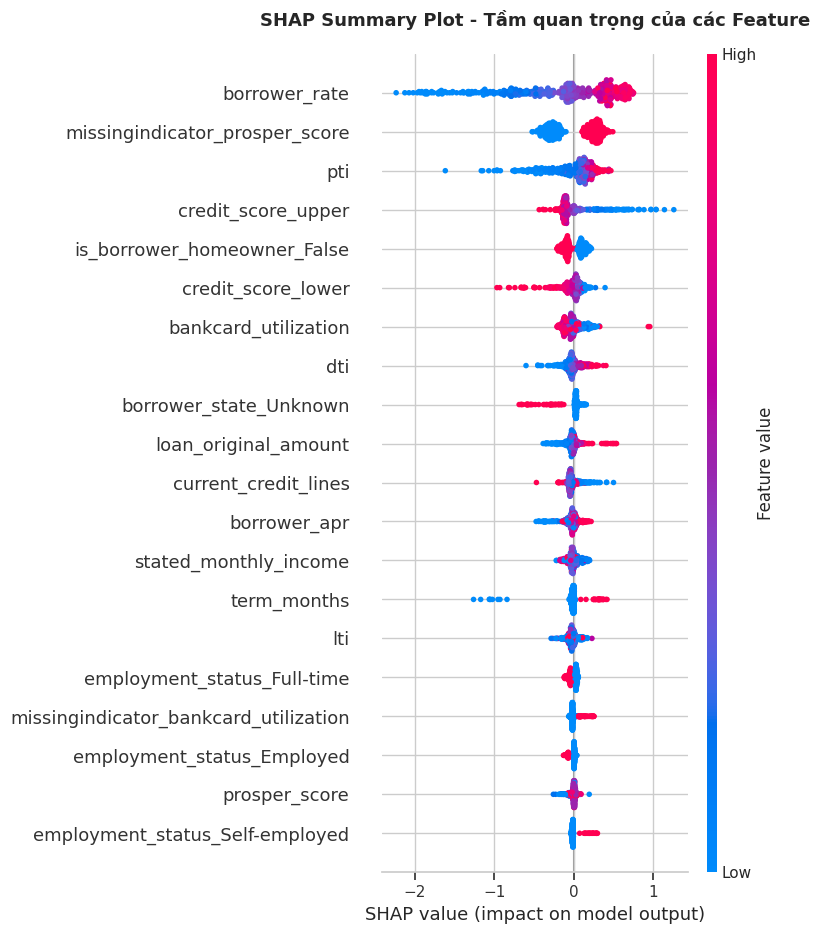 SHAP Summary Plot - Tầm quan trọng của các Feature
High
borrower_rate
missingindicator_prosper_score
pti
credit_score_upper
is_borrower_homeowner_False
credit_score_lower
bankcard_utilization
dti
borrower_state_Unknown
loan_original_amount
current_credit_lines
borrower_apr
stated_monthly_income
term_months
lti
employment_status_Full-time
missingindicator_bankcard_utilization
employment_status_Employed
prosper_score
employment_status_Self-employed
Feature value
Low
−2 −1 0 1
SHAP value (impact on model output)